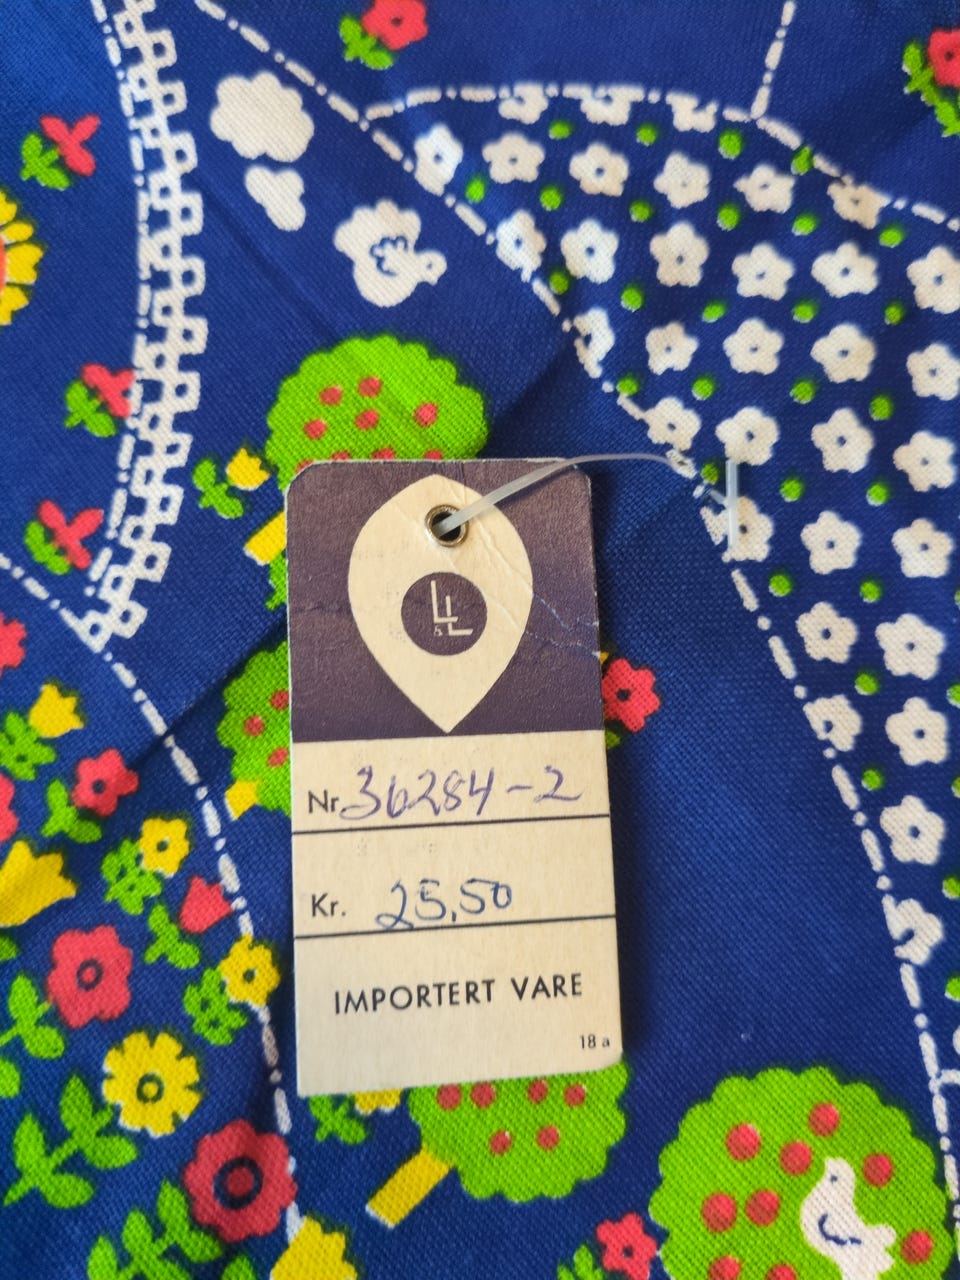 L&L
Nr. 36284-2
Kr. 25,50
IMPORTERT VARE
18 a